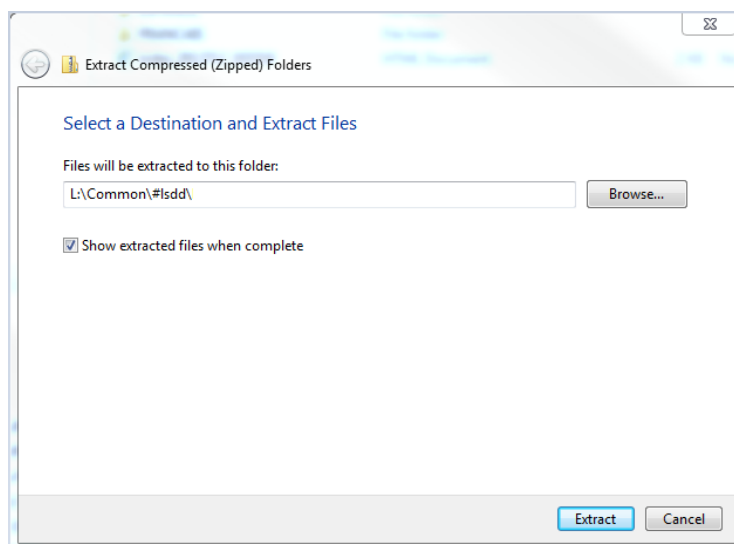 Extract Compressed (Zipped) Folders
Select a Destination and Extract Files
Files will be extracted to this folder:
L:\Common\#lsdd\
Browse...
Show extracted files when complete
Extract
Cancel